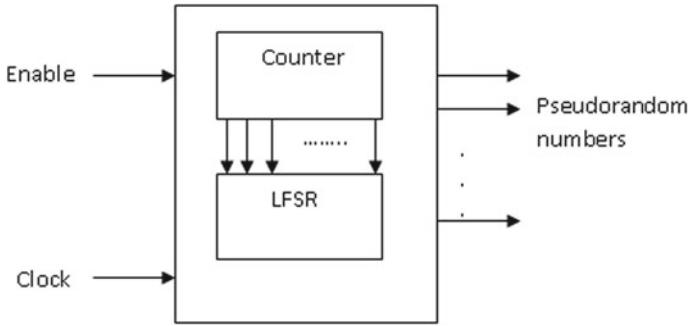 Counter
Enable
Pseudorandom
numbers
LFSR
Clock